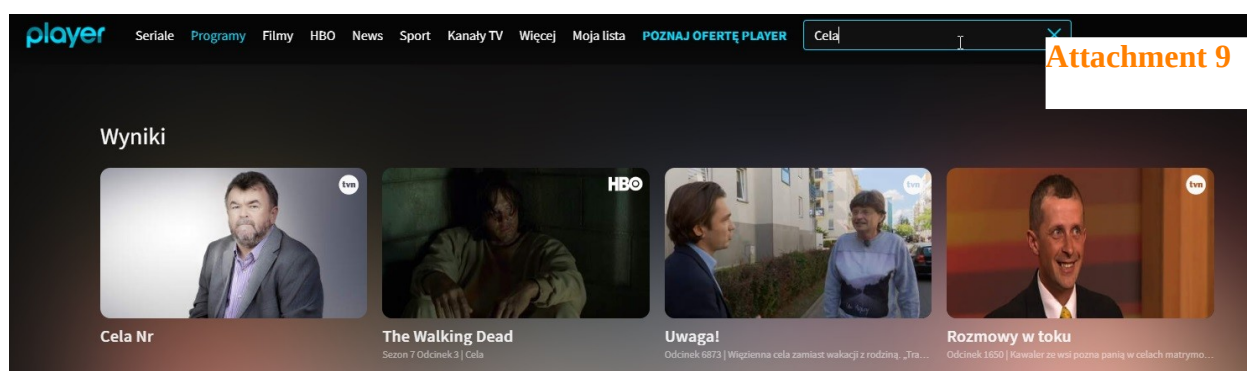 player Seriale Programy Filmy HBO News Sport Kanały TV Więcej Moja lista POZNAJ OFERTĘ PLAYER Cela
Attachment 9
Wyniki
tvn HBO tvn tvn
Cela Nr The Walking Dead Uwaga! Rozmowy w toku
Sezon 7 Odcinek 3 | Cela Odcinek 6873 | Więzienna cela zamiast wakacji z rodziną. „Tra... Odcinek 1650 | Kawaler ze wsi pozna panią w celach matrymo...